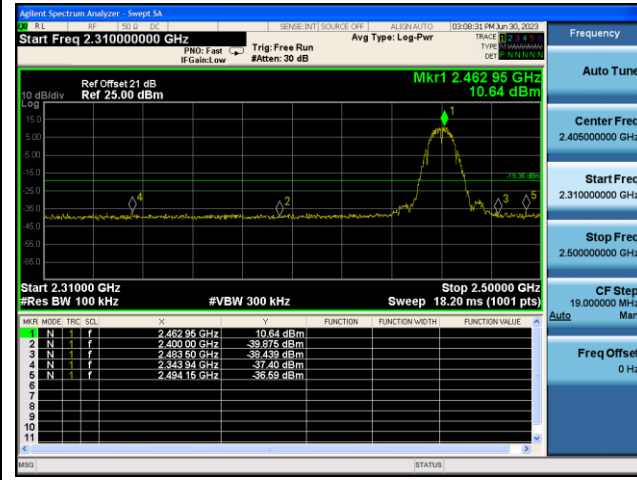 Agilent Spectrum Analyzer - Swept SA
RL RF 50 Ω DC SENSE:INT SOURCE OFF ALIGNAUTO 03:08:31 PM Jun 30, 2023
Start Freq 2.310000000 GHz
PNO: Fast
IFGain:Low
Trig: Free Run
#Atten: 30 dB
Avg Type: Log-Pwr
TRACE 1 2 3 4 5 6
TYPE M WWWWW
DET P NNNNN
Ref Offset 21 dB
10 dB/div Ref 25.00 dBm
Log
Mkr1 2.462 95 GHz
10.64 dBm
15.0
5.00
-5.00
-15.0
-25.0
-35.0
-45.0
-55.0
-65.0
-19.36 dBm
1
2
3
4
5
Start 2.31000 GHz
Stop 2.50000 GHz
#Res BW 100 kHz
#VBW 300 kHz
Sweep 18.20 ms (1001 pts)
MKR MODE TRC SCL X Y FUNCTION FUNCTION WIDTH FUNCTION VALUE
1 N 1 f 2.462 95 GHz 10.64 dBm
2 N 1 f 2.400 00 GHz -39.875 dBm
3 N 1 f 2.483 50 GHz -38.439 dBm
4 N 1 f 2.343 94 GHz -37.40 dBm
5 N 1 f 2.494 15 GHz -36.59 dBm
6
7
8
9
10
11
MSG
STATUS
Frequency
Auto Tune
Center Freq
2.405000000 GHz
Start Freq
2.310000000 GHz
Stop Freq
2.500000000 GHz
CF Step
19.000000 MHz
Auto Man
Freq Offset
0 Hz